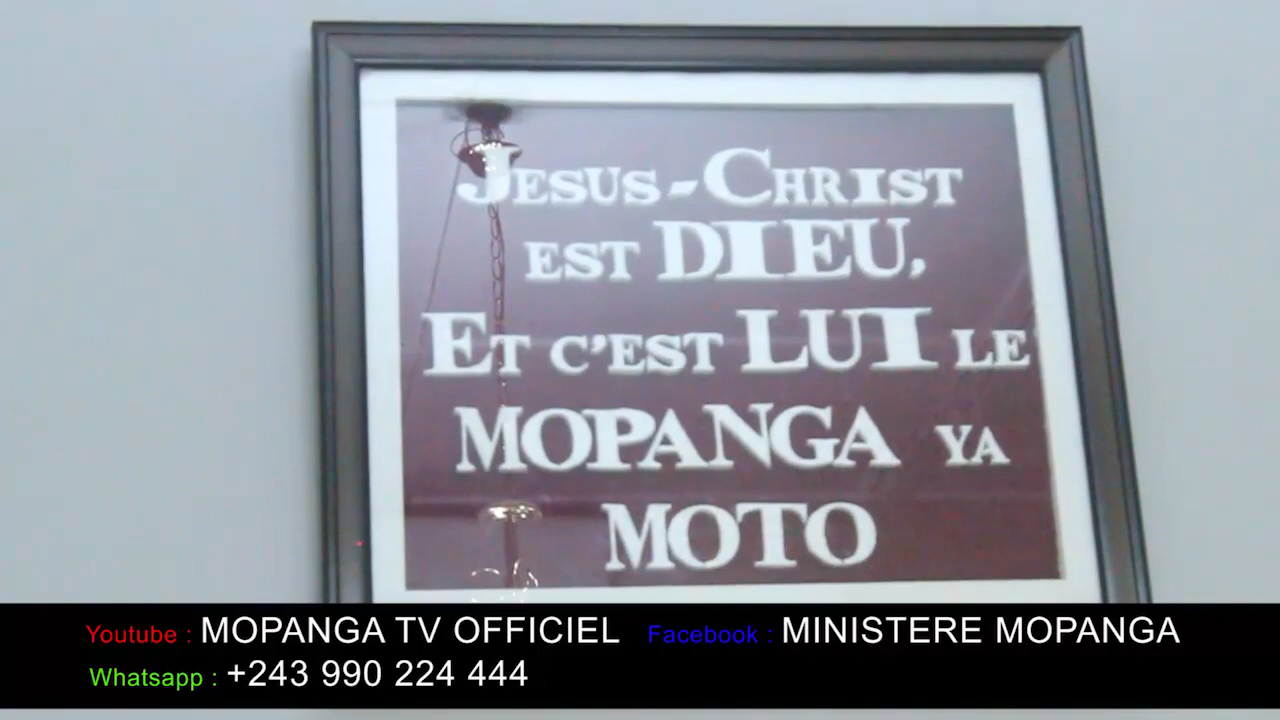 JESUS-CHRIST
EST DIEU,
ET C'EST LUI LE
MOPANGA YA
MOTO
Youtube : MOPANGA TV OFFICIEL Facebook : MINISTERE MOPANGA
Whatsapp : +243 990 224 444